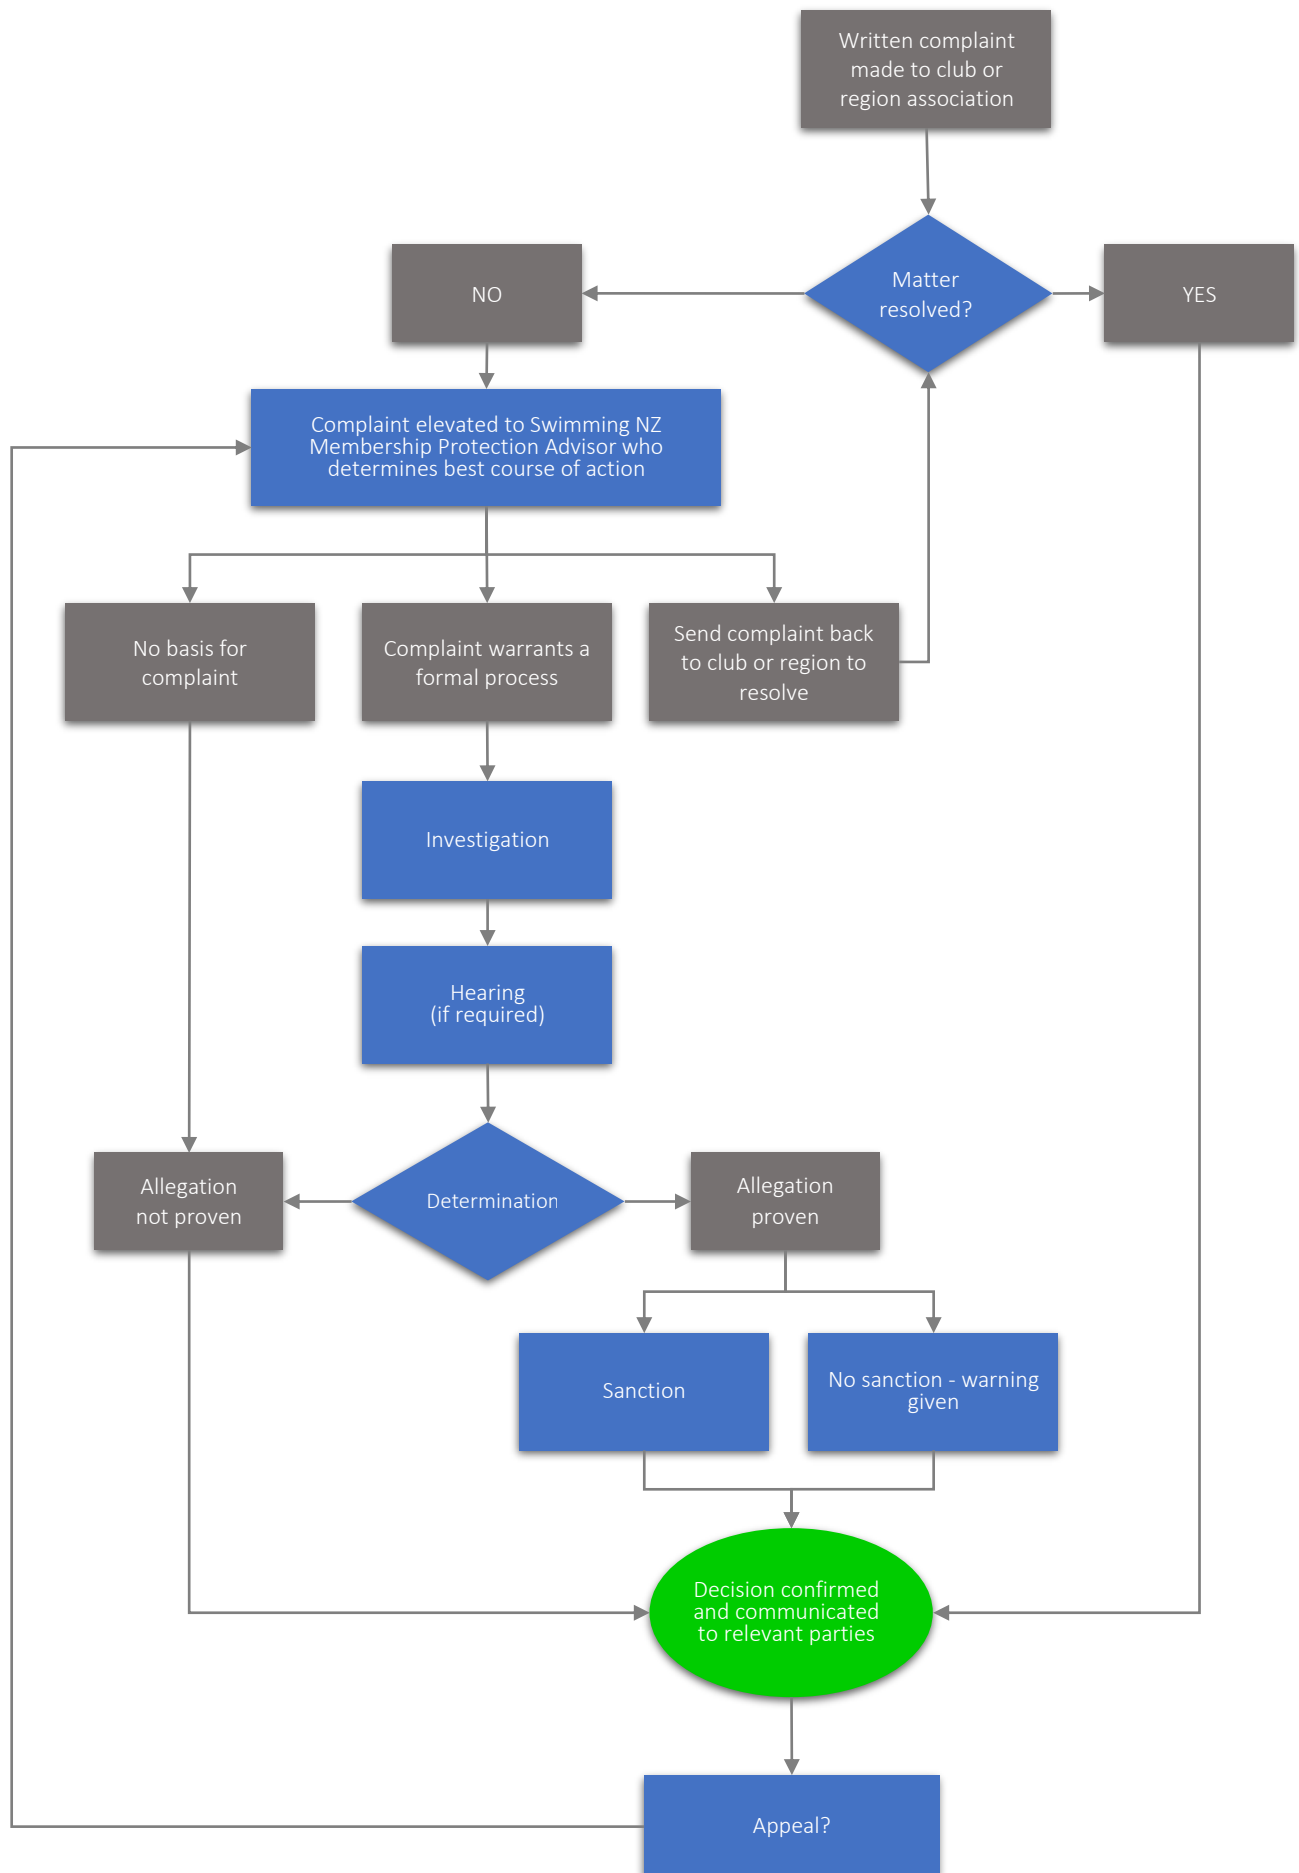 Written complaint
made to club or
region association
Matter
resolved?
NO
YES
Complaint elevated to Swimming NZ
Membership Protection Advisor who
determines best course of action
No basis for
complaint
Complaint warrants a
formal process
Send complaint back
to club or region to
resolve
Investigation
Hearing
(if required)
Allegation
not proven
Determination
Allegation
proven
Sanction
No sanction - warning
given
Decision confirmed
and communicated
to relevant parties
Appeal?